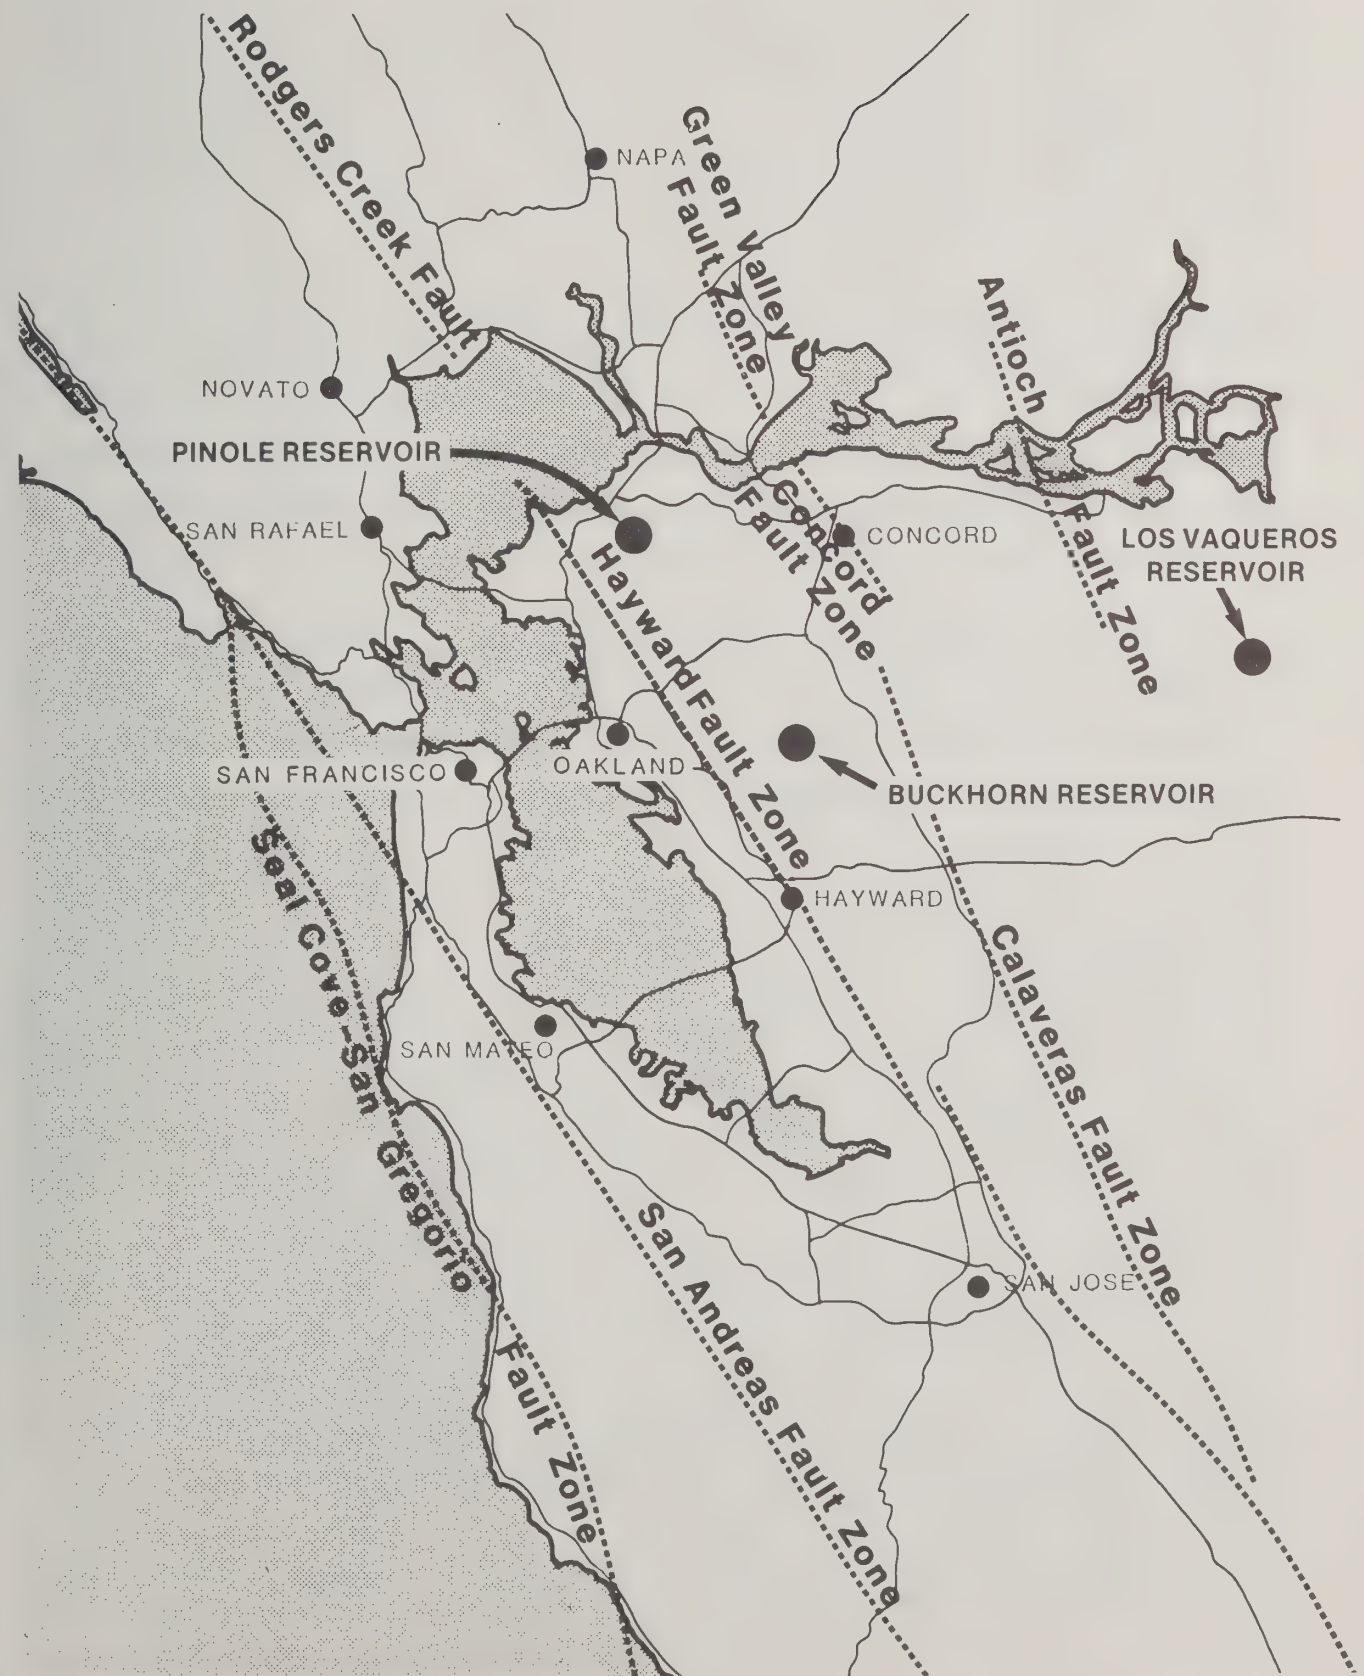 Rodgers Creek Fault
NAPA
Green Valley
Fault Zone
Antioch
Fault Zone
NOVATO
PINOLE RESERVOIR
SAN RAFAEL
Concord
Fault Zone
CONCORD
LOS VAQUEROS
RESERVOIR
Hayward Fault Zone
SAN FRANCISCO
OAKLAND
BUCKHORN RESERVOIR
HAYWARD
Seal Cove - San Gregorio
Fault Zone
Calaveras Fault Zone
SAN MATEO
San Andreas Fault Zone
SAN JOSE